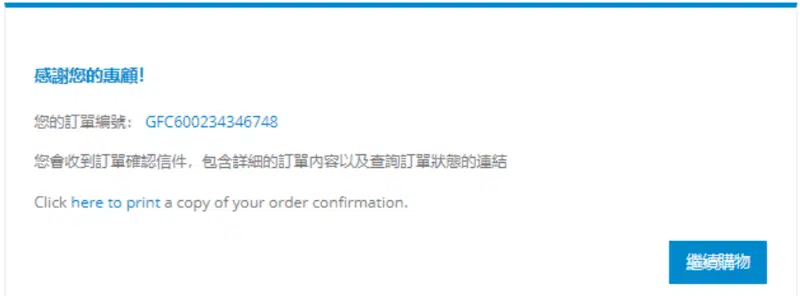 感謝您的惠顧!
您的訂單編號： GFC600234346748
您會收到訂單確認信件，包含詳細的訂單內容以及查詢訂單狀態的連結
Click here to print a copy of your order confirmation.
繼續購物